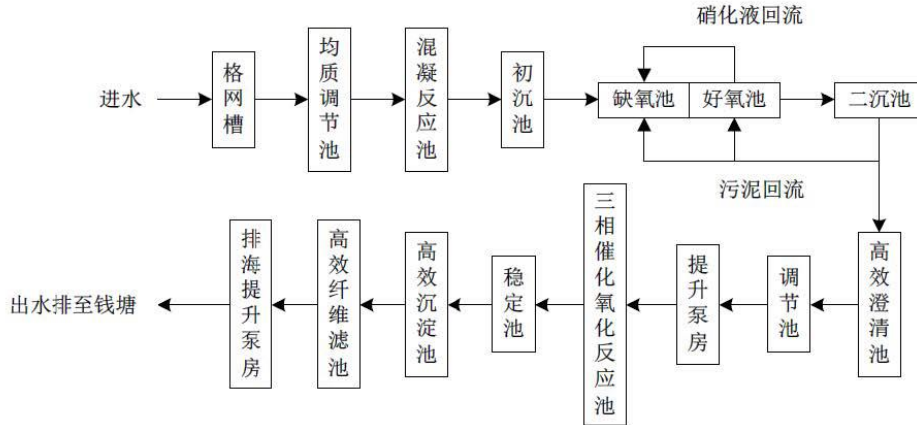 硝化液回流
进水
格网槽
均质调节池
混凝反应池
初沉池
缺氧池
好氧池
二沉池
污泥回流
出水排至钱塘
排海提升泵房
高效纤维滤池
高效沉淀池
稳定池
三相催化氧化反应池
提升泵房
调节池
高效澄清池